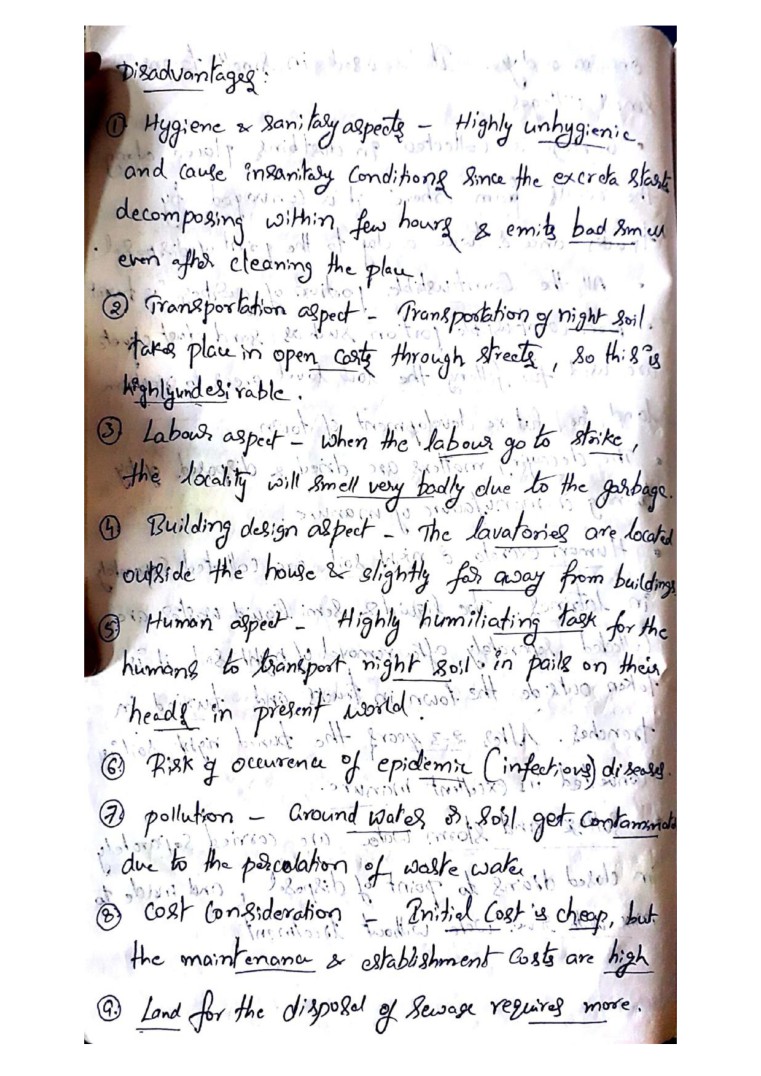 Disadvantages:
① Hygiene & sanitary aspects - Highly unhygienic
and cause insanitary conditions since the excreta starts
decomposing within few hours & emits bad smell
even after cleaning the place.
② Transportation aspect - Transportation of night soil
takes place in open carts through streets, so this is
highly undesirable.
③ Labour aspect - when the labour go to strike,
the locality will smell very badly due to the garbage.
④ Building design aspect - The lavatories are located
outside the house & slightly far away from buildings
⑤ Human aspect - Highly humiliating task for the
humans to transport night soil in pails on their
heads in present world.
⑥ Risk of occurence of epidemic (infectious) diseases.
⑦ pollution - Ground water & soil get contaminated
due to the percolation of waste water
⑧ cost consideration - Initial cost is cheap, but
the maintenance & establishment costs are high
⑨ Land for the disposal of sewage requires more.